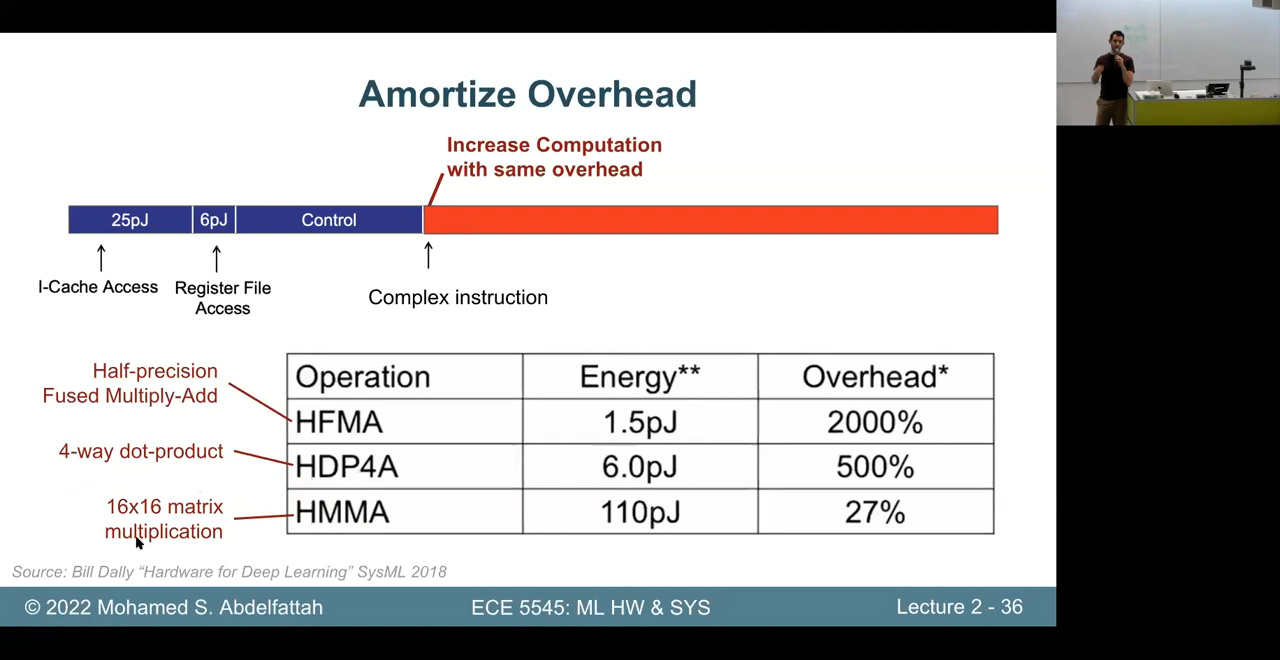 Amortize Overhead
Increase Computation
with same overhead
25pJ
6pJ
Control
I-Cache Access
Register File
Access
Complex instruction
Half-precision
Fused Multiply-Add
4-way dot-product
16x16 matrix
multiplication
Operation Energy** Overhead*
HFMA 1.5pJ 2000%
HDP4A 6.0pJ 500%
HMMA 110pJ 27%
Source: Bill Dally “Hardware for Deep Learning” SysML 2018
© 2022 Mohamed S. Abdelfattah
ECE 5545: ML HW & SYS
Lecture 2 - 36